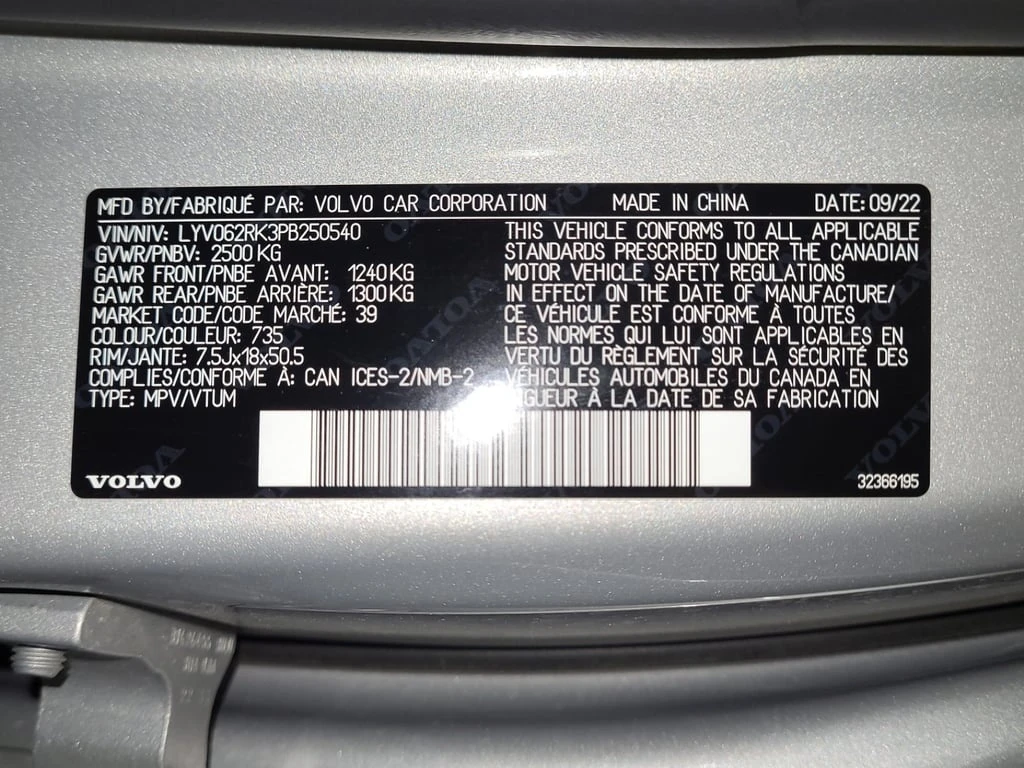 MFD BY/FABRIQUÉ PAR: VOLVO CAR CORPORATION MADE IN CHINA DATE: 09/22
VIN/NIV: LYV062RK3PB250540
GVWR/PNBV: 2500 KG
GAWR FRONT/PNBE AVANT: 1240 KG
GAWR REAR/PNBE ARRIÈRE: 1300 KG
MARKET CODE/CODE MARCHÉ: 39
COLOUR/COULEUR: 735
RIM/JANTE: 7.5Jx18x50.5
COMPLIES/CONFORME À: CAN ICES-2/NMB-2
TYPE: MPV/VTUM
THIS VEHICLE CONFORMS TO ALL APPLICABLE
STANDARDS PRESCRIBED UNDER THE CANADIAN
MOTOR VEHICLE SAFETY REGULATIONS
IN EFFECT ON THE DATE OF MANUFACTURE/
CE VÉHICULE EST CONFORME À TOUTES
LES NORMES QUI LUI SONT APPLICABLES EN
VERTU DU RÈGLEMENT SUR LA SÉCURITÉ DES
VÉHICULES AUTOMOBILES DU CANADA EN
VIGUEUR À LA DATE DE SA FABRICATION
VOLVO
32366195